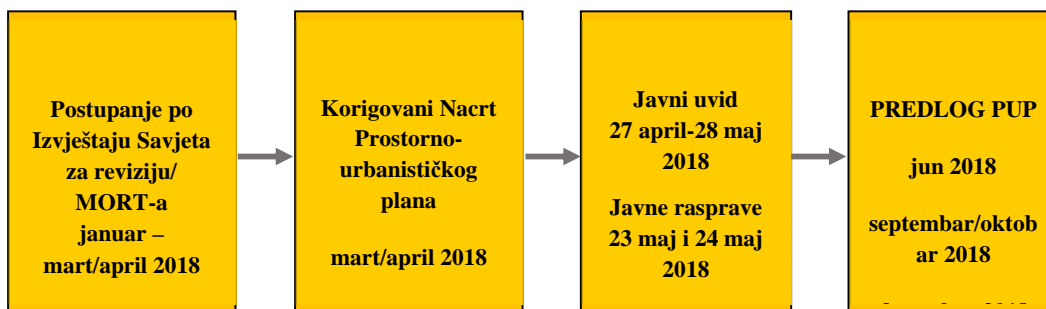 Postupanje po
Izvještaju Savjeta
za reviziju/
MORT-a
januar –
mart/april 2018
Korigovani Nacrt
Prostorno-
urbanističkog
plana
mart/april 2018
Javni uvid
27 april-28 maj
2018
Javne rasprave
23 maj i 24 maj
2018
PREDLOG PUP
jun 2018
septembar/oktob
ar 2018